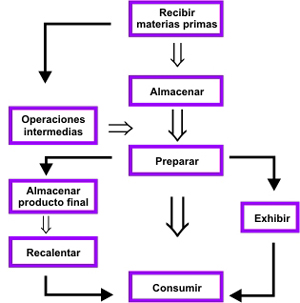 Recibir
materias primas
Almacenar
Operaciones
intermedias
Preparar
Almacenar
producto final
Exhibir
Recalentar
Consumir